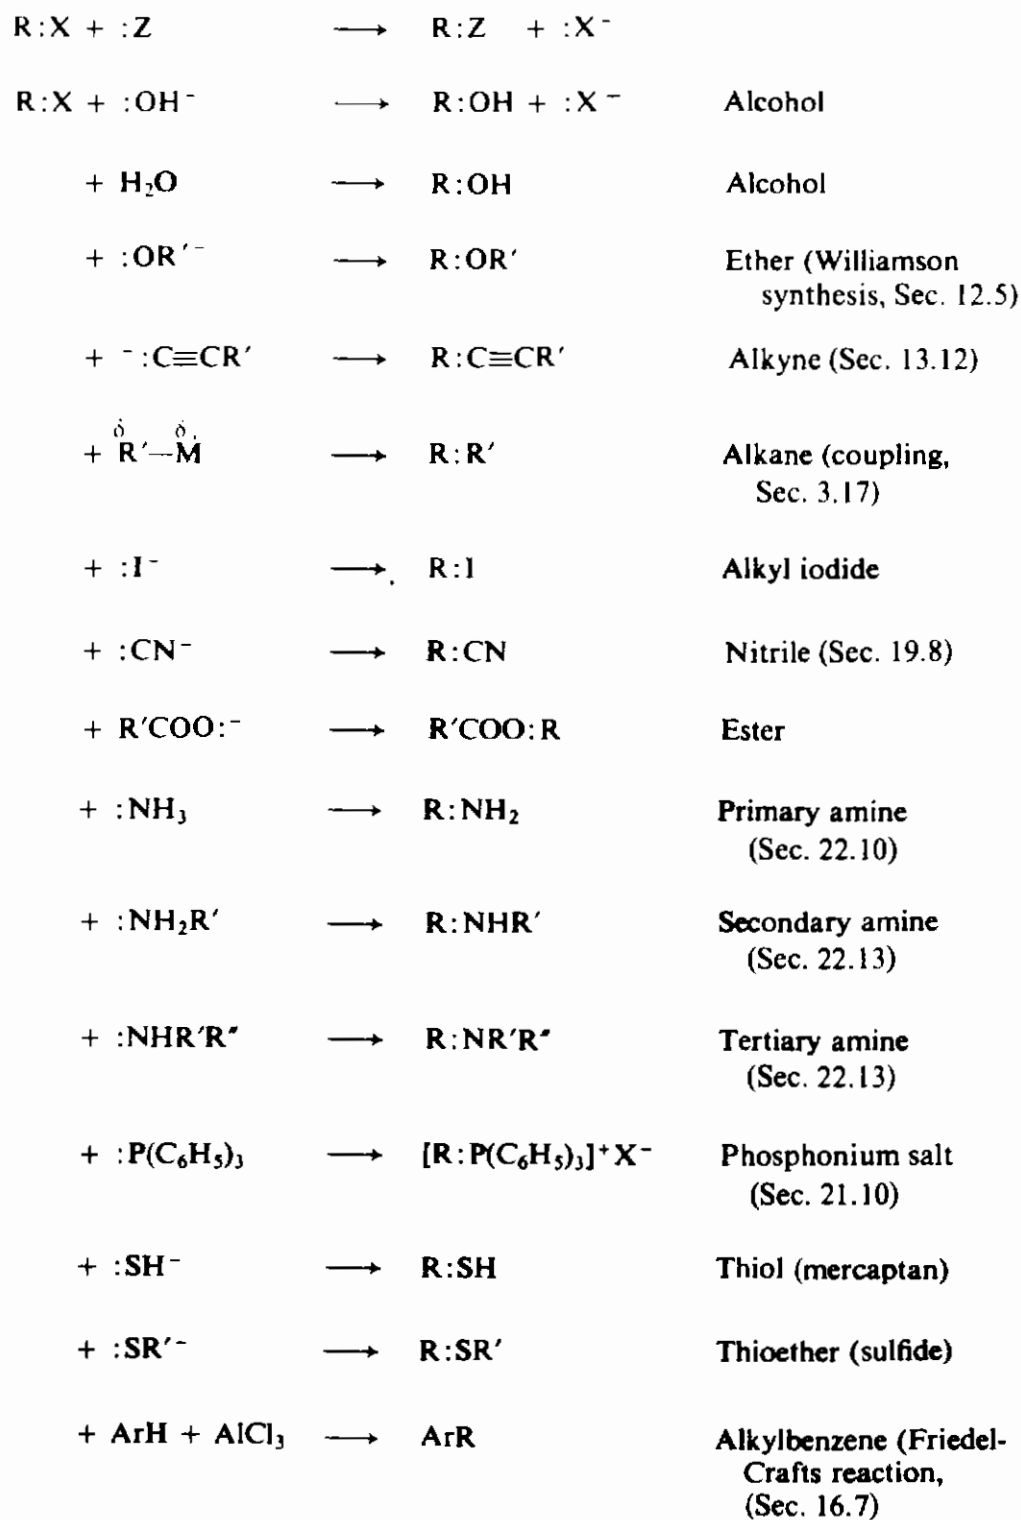 R:X + :Z ⟶ R:Z + :X⁻
R:X + :OH⁻ ⟶ R:OH + :X⁻ Alcohol
+ H₂O ⟶ R:OH Alcohol
+ :OR′⁻ ⟶ R:OR′ Ether (Williamson
synthesis, Sec. 12.5)
+ ⁻:C≡CR′ ⟶ R:C≡CR′ Alkyne (Sec. 13.12)
δ δ
+ R′—M ⟶ R:R′ Alkane (coupling,
Sec. 3.17)
+ :I⁻ ⟶ R:I Alkyl iodide
+ :CN⁻ ⟶ R:CN Nitrile (Sec. 19.8)
+ R′COO:⁻ ⟶ R′COO:R Ester
+ :NH₃ ⟶ R:NH₂ Primary amine
(Sec. 22.10)
+ :NH₂R′ ⟶ R:NHR′ Secondary amine
(Sec. 22.13)
+ :NHR′R″ ⟶ R:NR′R″ Tertiary amine
(Sec. 22.13)
+ :P(C₆H₅)₃ ⟶ [R:P(C₆H₅)₃]⁺X⁻ Phosphonium salt
(Sec. 21.10)
+ :SH⁻ ⟶ R:SH Thiol (mercaptan)
+ :SR′⁻ ⟶ R:SR′ Thioether (sulfide)
+ ArH + AlCl₃ ⟶ ArR Alkylbenzene (Friedel-
Crafts reaction,
(Sec. 16.7)